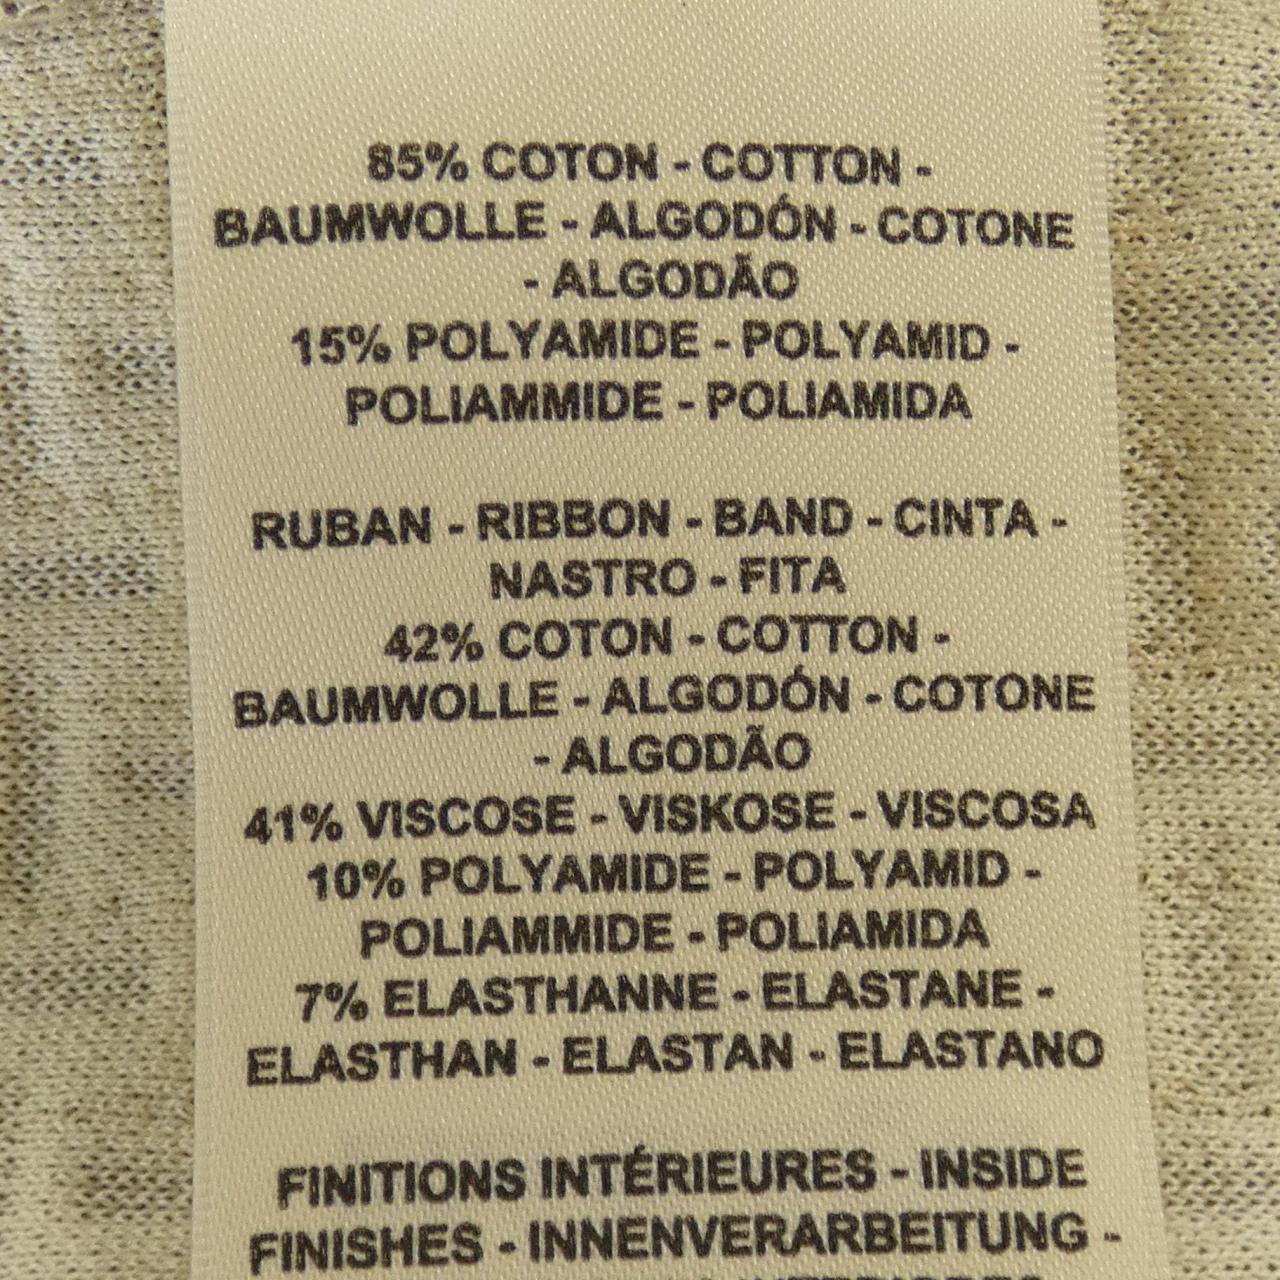 85% COTON - COTTON -
BAUMWOLLE - ALGODÓN - COTONE
- ALGODÃO
15% POLYAMIDE - POLYAMID -
POLIAMMIDE - POLIAMIDA
RUBAN - RIBBON - BAND - CINTA -
NASTRO - FITA
42% COTON - COTTON -
BAUMWOLLE - ALGODÓN - COTONE
- ALGODÃO
41% VISCOSE - VISKOSE - VISCOSA
10% POLYAMIDE - POLYAMID -
POLIAMMIDE - POLIAMIDA
7% ELASTHANNE - ELASTANE -
ELASTHAN - ELASTAN - ELASTANO
FINITIONS INTÉRIEURES - INSIDE
FINISHES - INNENVERARBEITUNG -